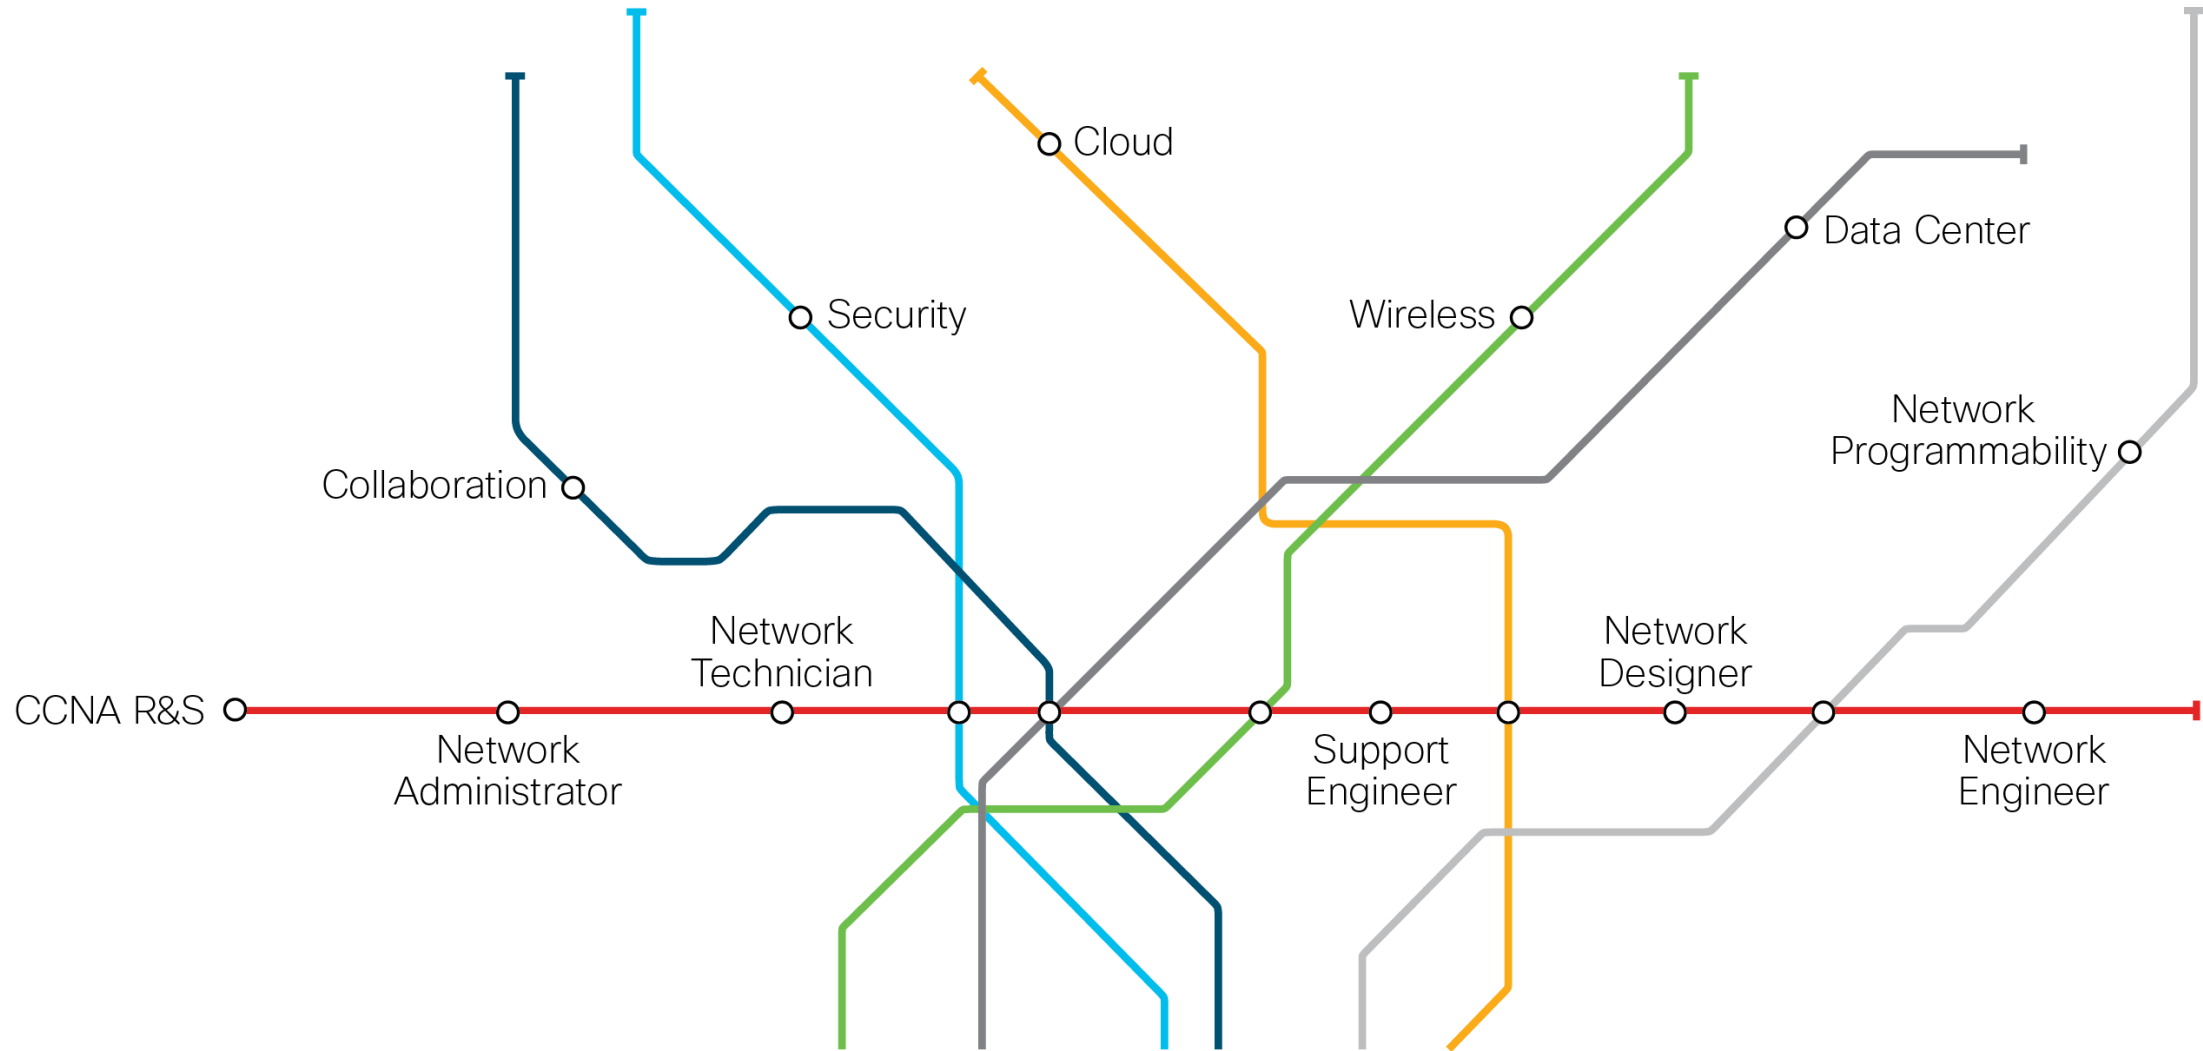 Cloud
Data Center
Security
Wireless
Network
Programmability
Collaboration
Network
Technician
Network
Designer
CCNA R&S
Network
Administrator
Support
Engineer
Network
Engineer